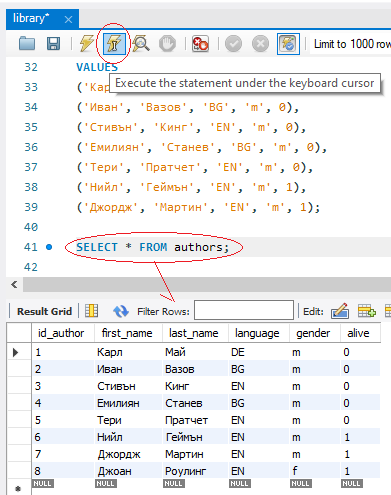 library*
Limit to 1000 row
32 VALUES
Execute the statement under the keyboard cursor
33 ('Кар
34 ('Иван', 'Вазов', 'BG', 'm', 0),
35 ('Стивън', 'Кинг', 'EN', 'm', 0),
36 ('Емилиян', 'Станев', 'BG', 'm', 0),
37 ('Тери', 'Пратчет', 'EN', 'm', 0),
38 ('Нийл', 'Геймън', 'EN', 'm', 1),
39 ('Джордж', 'Мартин', 'EN', 'm', 1);
40
41 SELECT * FROM authors;
42
Result Grid Filter Rows: Edit:
id_author first_name last_name language gender alive
1 Карл Май DE m 0
2 Иван Вазов BG m 0
3 Стивън Кинг EN m 0
4 Емилиян Станев BG m 0
5 Тери Пратчет EN m 0
6 Нийл Геймън EN m 1
7 Джордж Мартин EN m 1
8 Джоан Роулинг EN f 1
NULL NULL NULL NULL NULL NULL